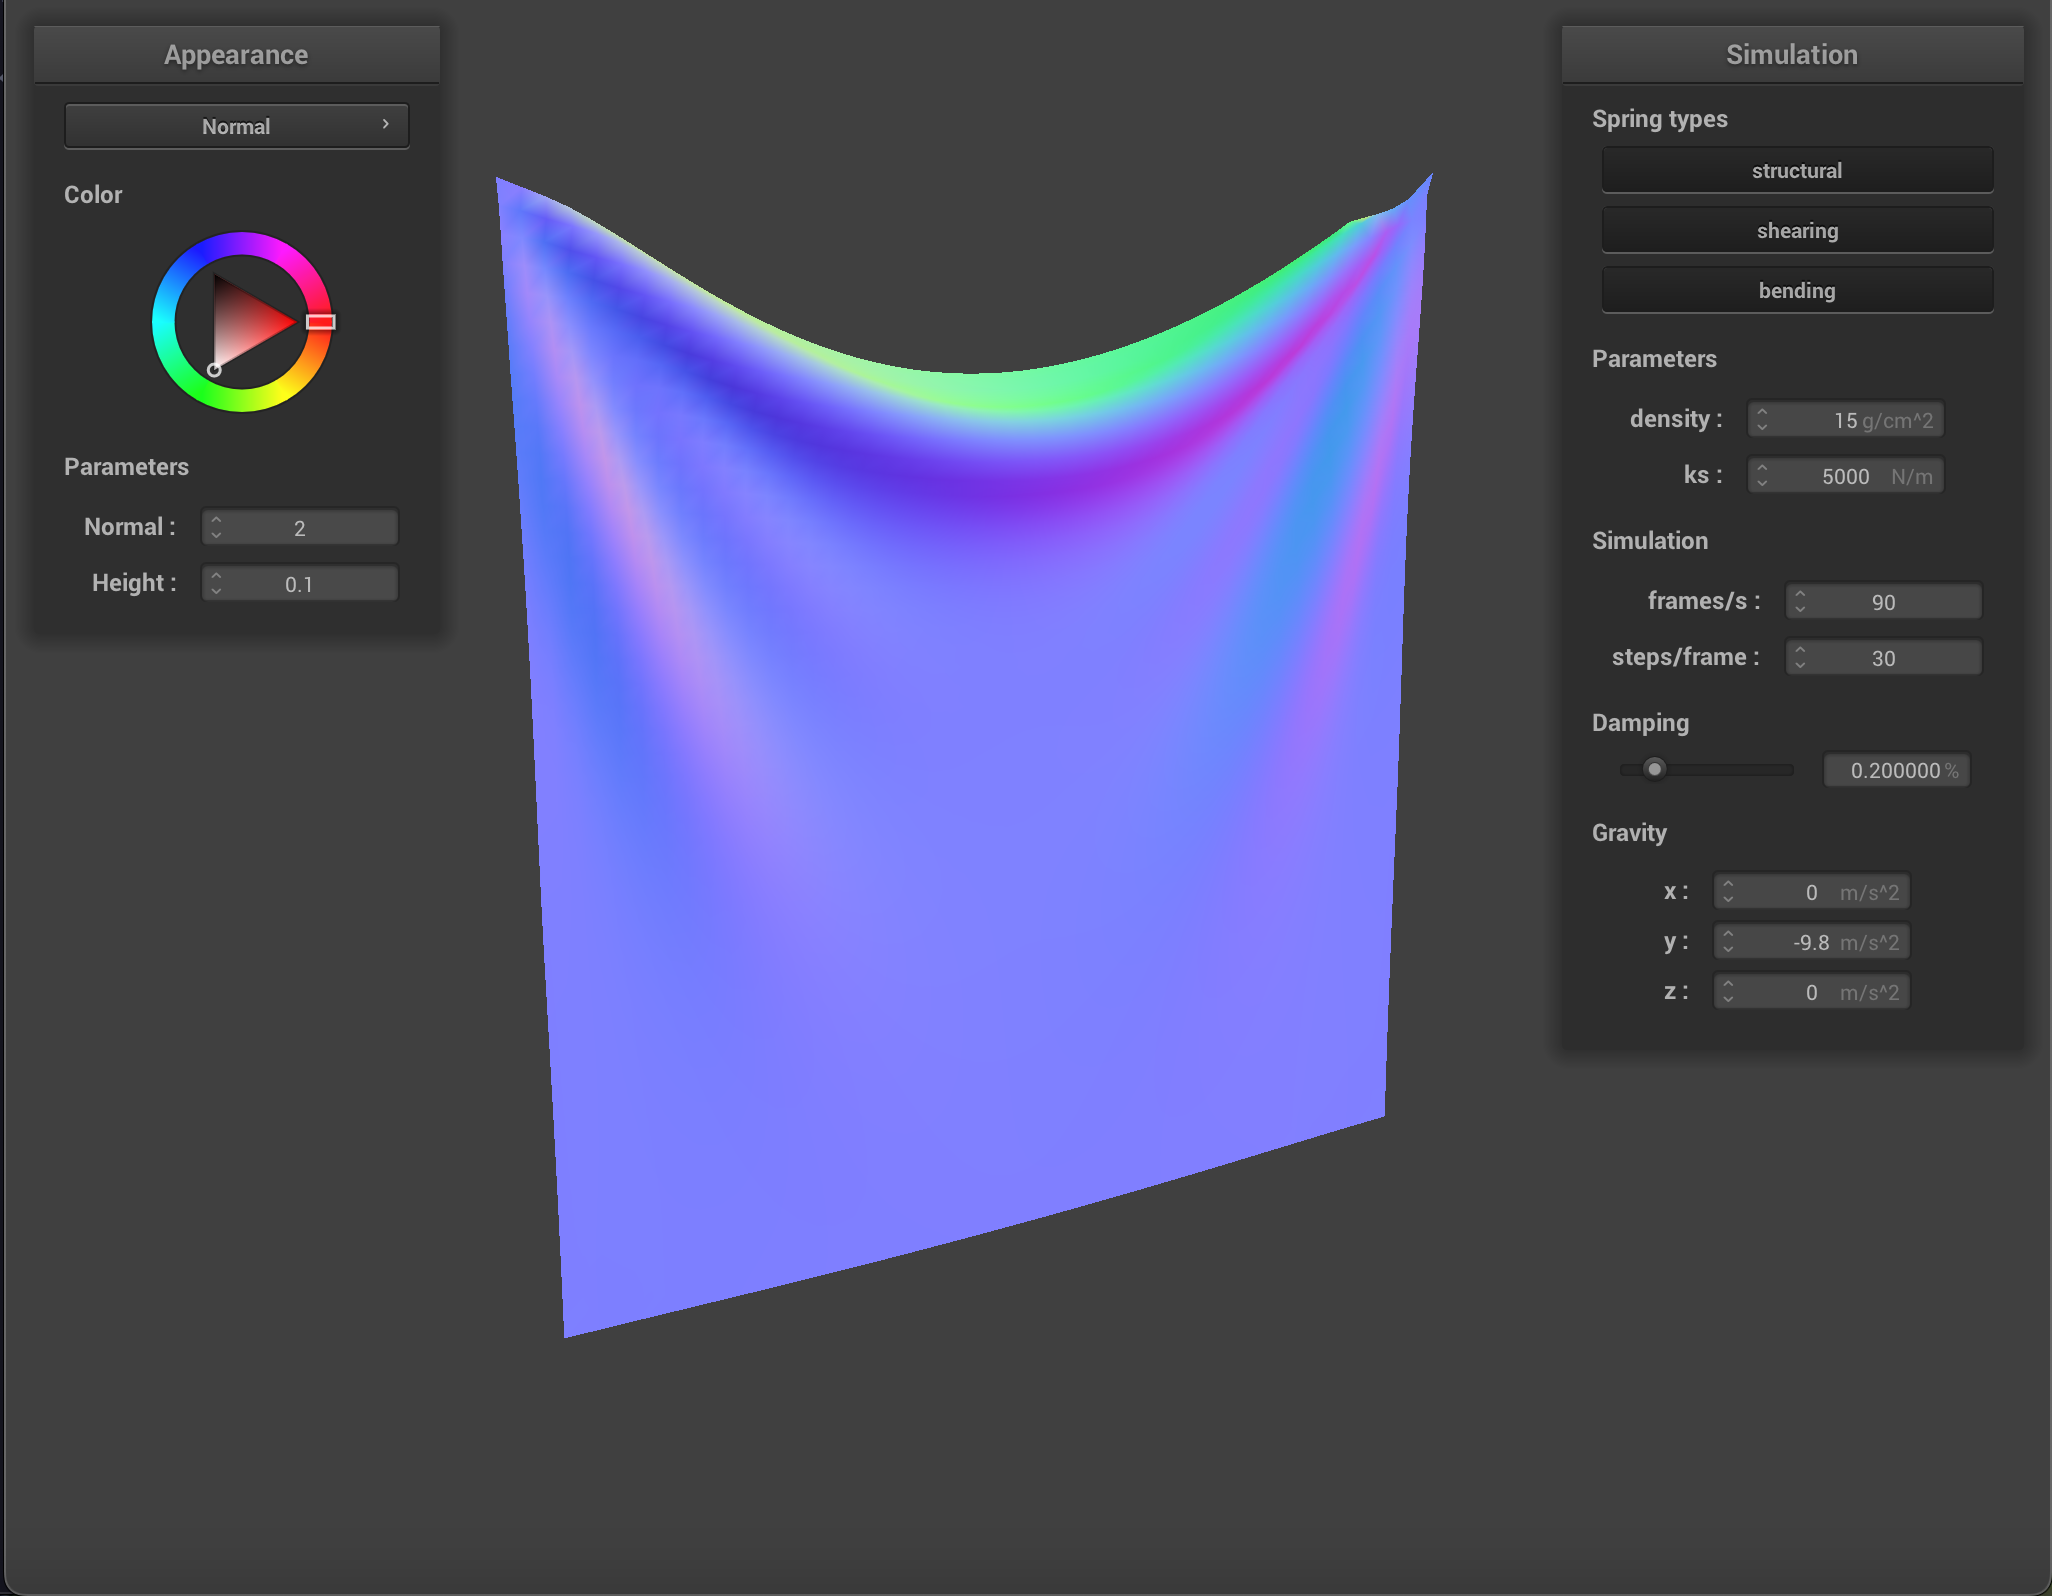 Appearance
Normal
Color
Parameters
Normal : 2
Height : 0.1
Simulation
Spring types
structural
shearing
bending
Parameters
density : 15 g/cm^2
ks : 5000 N/m
Simulation
frames/s : 90
steps/frame : 30
Damping
0.200000 %
Gravity
x : 0 m/s^2
y : -9.8 m/s^2
z : 0 m/s^2